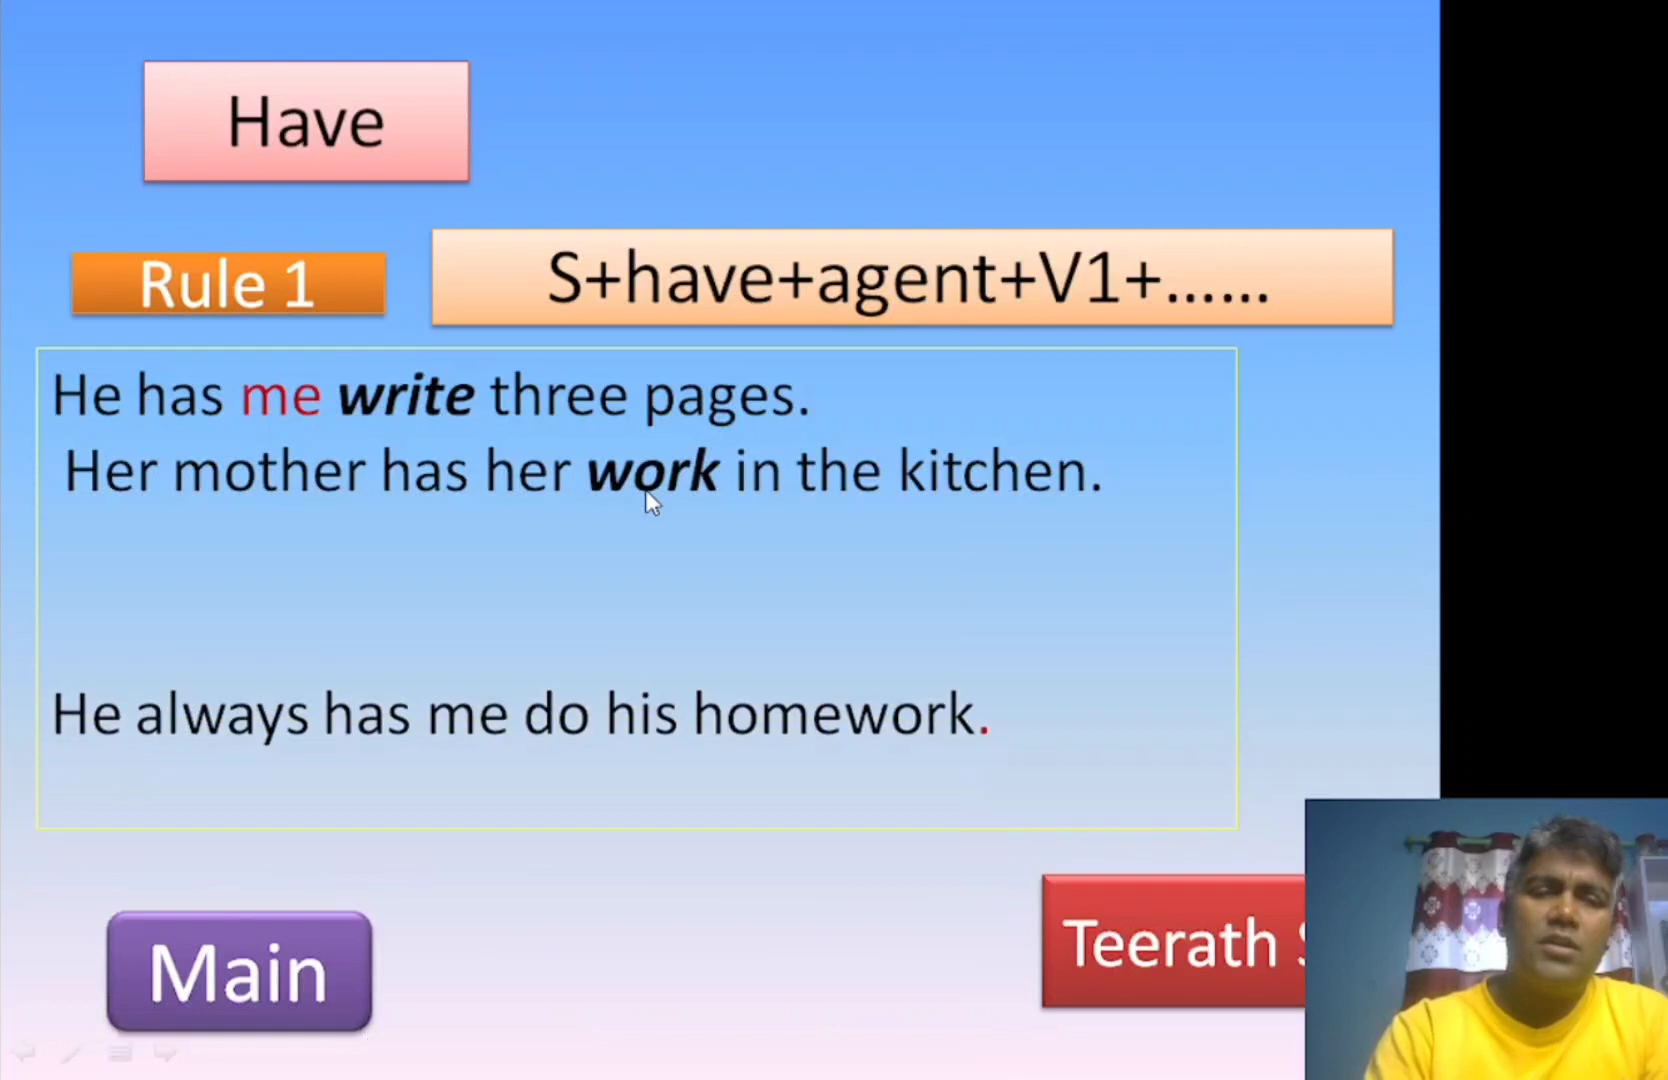 Have
Rule 1
S+have+agent+V1+......
He has me write three pages.
Her mother has her work in the kitchen.
He always has me do his homework.
Main
Teerath